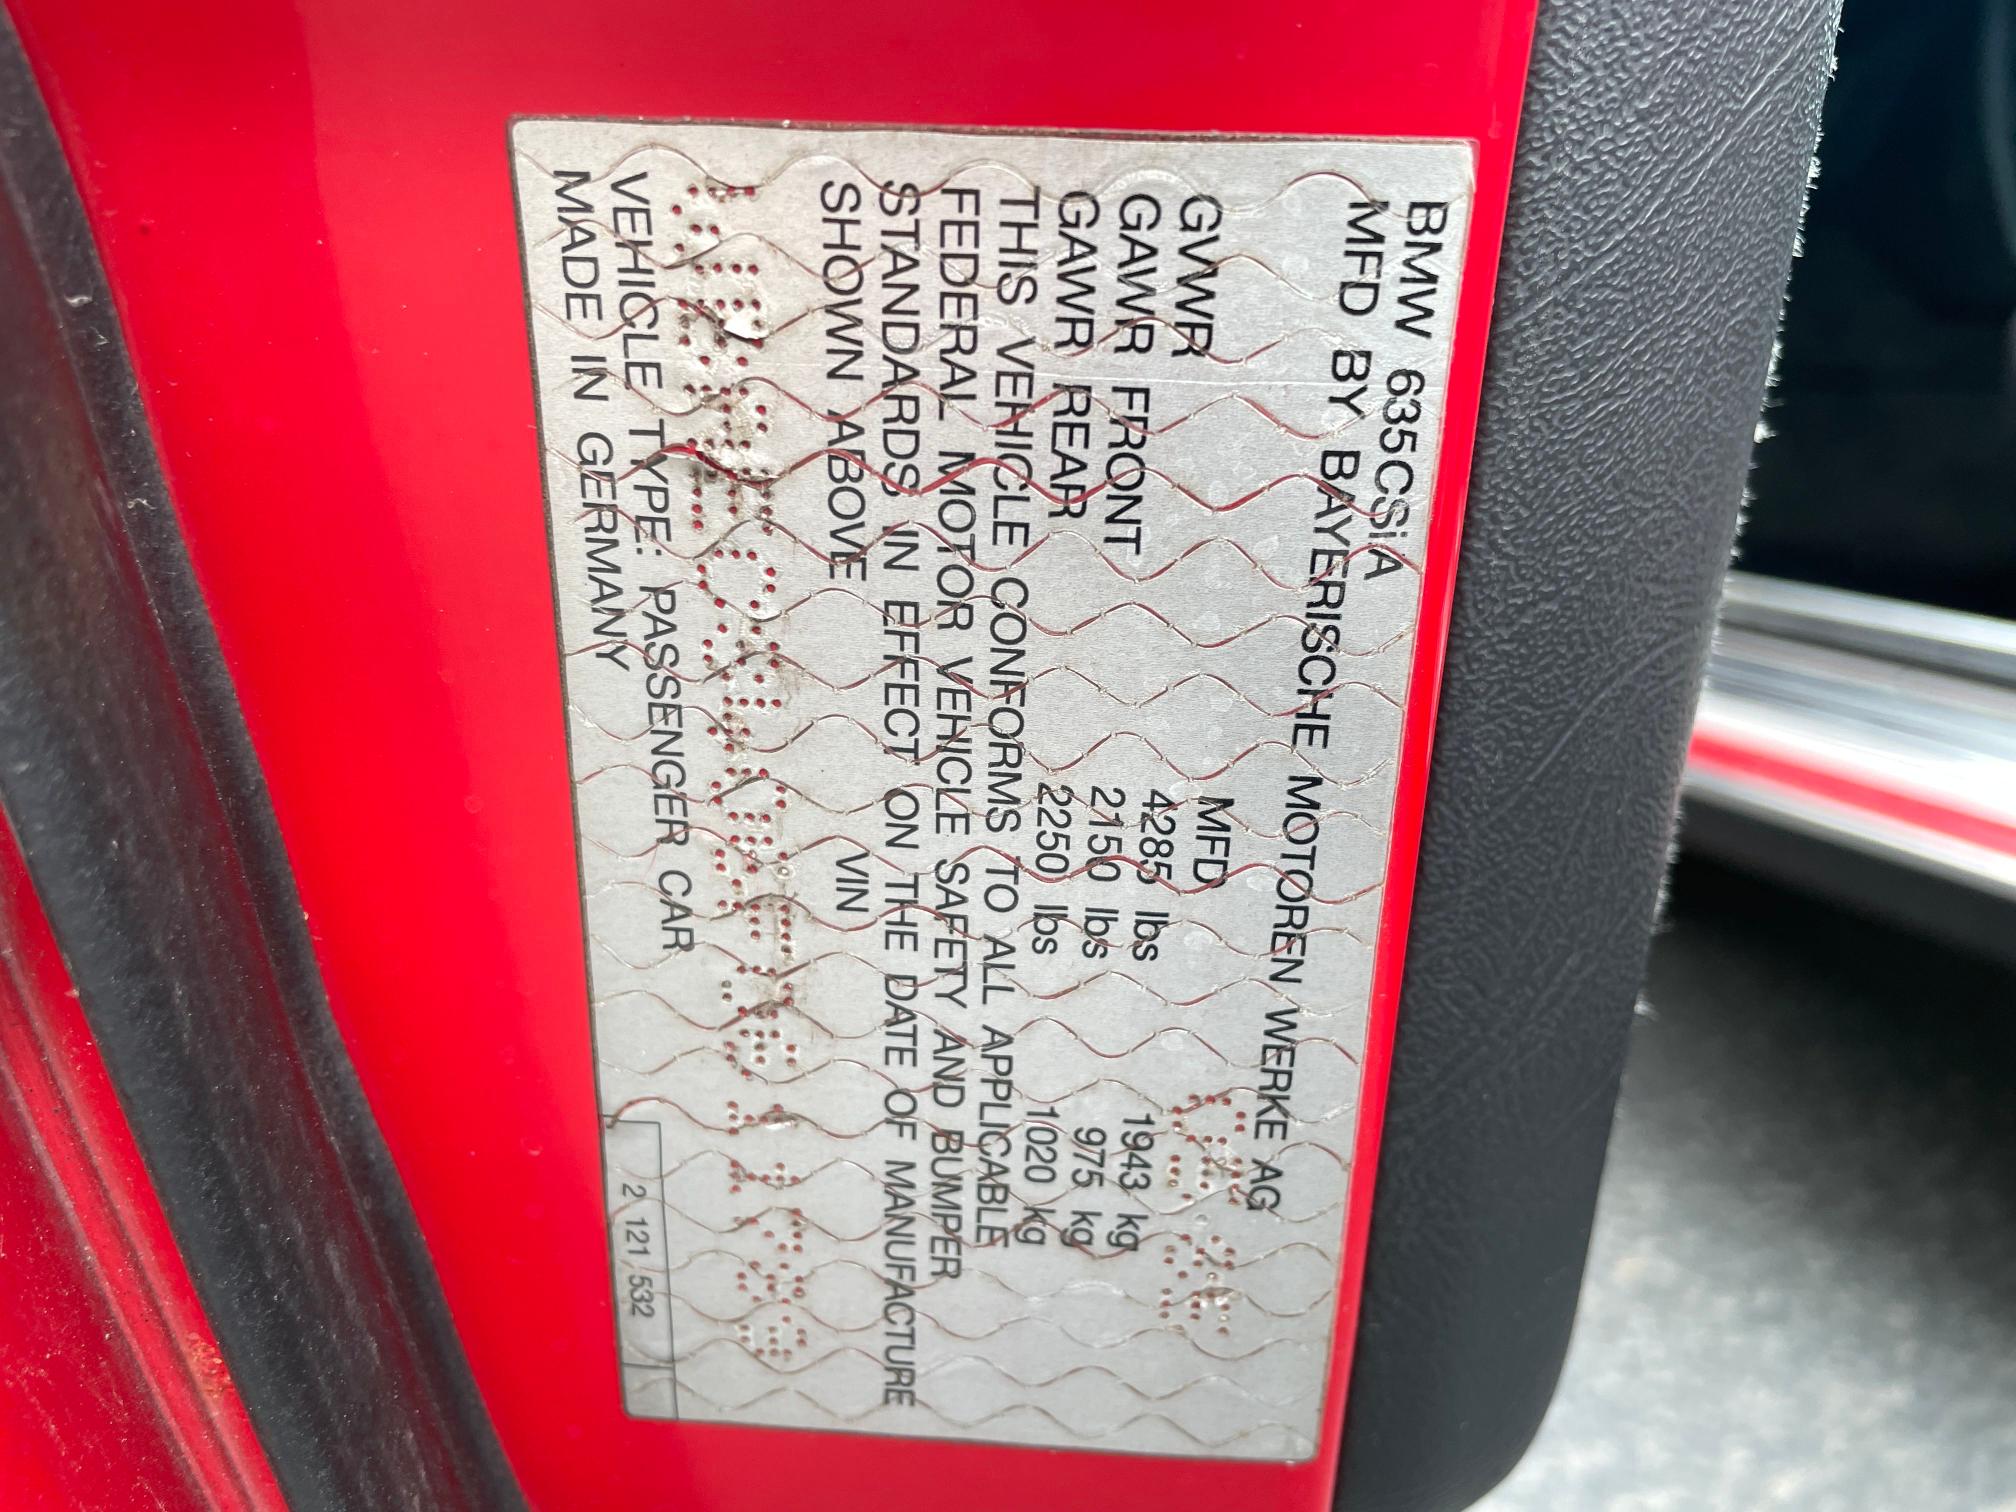 BMW 635CSiA
MFD BY BAYERISCHE MOTOREN WERKE AG
MFD
GVWR 4285 lbs 1943 kg
GAWR FRONT 2150 lbs 975 kg
GAWR REAR 2250 lbs 1020 kg
THIS VEHICLE CONFORMS TO ALL APPLICABLE
FEDERAL MOTOR VEHICLE SAFETY AND BUMPER
STANDARDS IN EFFECT ON THE DATE OF MANUFACTURE
SHOWN ABOVE VIN
VEHICLE TYPE: PASSENGER CAR
MADE IN GERMANY
2 121,532